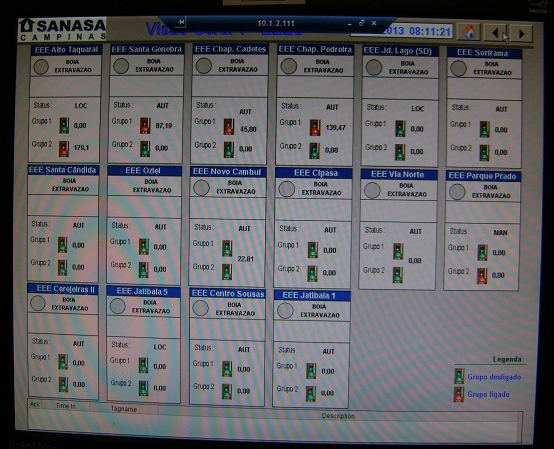 SANASA
CAMPINAS
10.1.2.111
2013 08:11:21
EEE Alto Taquaral
BOIA
EXTRAVAZAO
Status :
LOC
Grupo 1
0,00
Grupo 2
179,1
EEE Santa Genebra
BOIA
EXTRAVAZAO
Status :
AUT
Grupo 1
87,19
Grupo 2
0,00
EEE Chap. Cadetes
BOIA
EXTRAVAZAO
Status :
AUT
Grupo 1
45,00
Grupo 2
0,00
EEE Chap. Pedreira
BOIA
EXTRAVAZAO
Status :
AUT
Grupo 1
139,47
Grupo 2
0,00
EEE Jd. Lago (SD)
BOIA
EXTRAVAZAO
Status :
LOC
Grupo 1
0,00
Grupo 2
0,00
EEE Sorirama
BOIA
EXTRAVAZAO
Status :
AUT
Grupo 1
0,00
Grupo 2
0,00
EEE Santa Cândida
BOIA
EXTRAVAZAO
Status :
AUT
Grupo 1
0,00
Grupo 2
0,00
EEE Oziel
BOIA
EXTRAVAZAO
Status :
AUT
Grupo 1
0,00
Grupo 2
0,00
EEE Novo Cambuí
BOIA
EXTRAVAZAO
Status :
AUT
Grupo 1
22,81
Grupo 2
EEE Cipasa
BOIA
EXTRAVAZAO
Status :
AUT
Grupo 1
0,00
Grupo 2
0,00
EEE Via Norte
BOIA
EXTRAVAZAO
Status :
AUT
Grupo 1
0,00
Grupo 2
EEE Parque Prado
BOIA
EXTRAVAZAO
Status :
MAN
Grupo 1
0,00
Grupo 2
0,00
EEE Cerejeiras II
BOIA
EXTRAVAZAO
Status :
AUT
Grupo 1
0,00
Grupo 2
0,00
EEE Jatibaia 5
BOIA
EXTRAVAZAO
Status :
LOC
Grupo 1
0,00
Grupo 2
0,00
EEE Centro Sousas
BOIA
EXTRAVAZAO
Status :
AUT
Grupo 1
0,00
Grupo 2
0,00
EEE Jatibaia 1
BOIA
EXTRAVAZAO
Status :
AUT
Grupo 1
0,00
Grupo 2
0,00
Legenda
Grupo desligado
Grupo ligado
Ack Time In Tagname Description